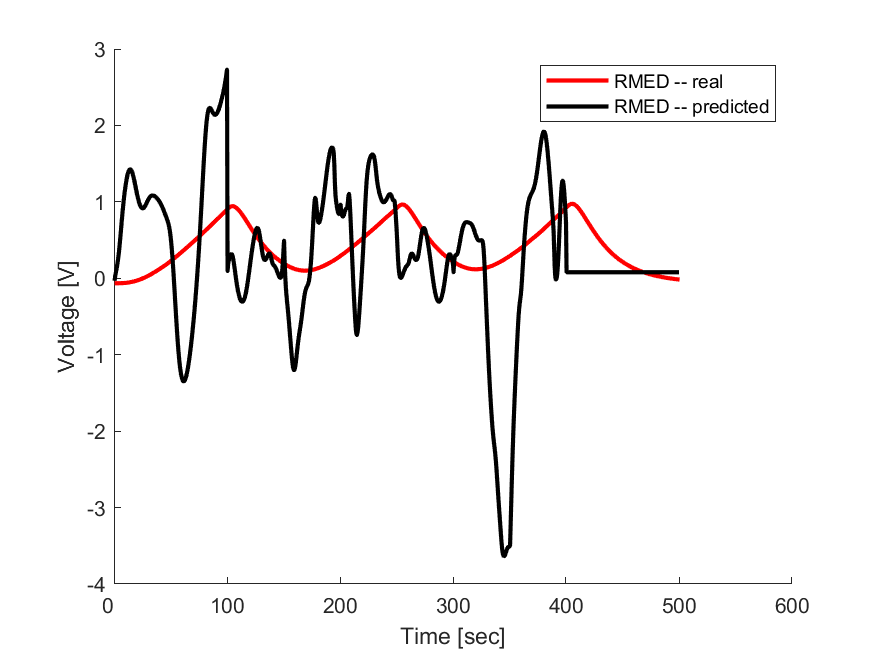 3
2
1
0
-1
-2
-3
-4
Voltage [V]
0 100 200 300 400 500 600
Time [sec]
RMED -- real
RMED -- predicted